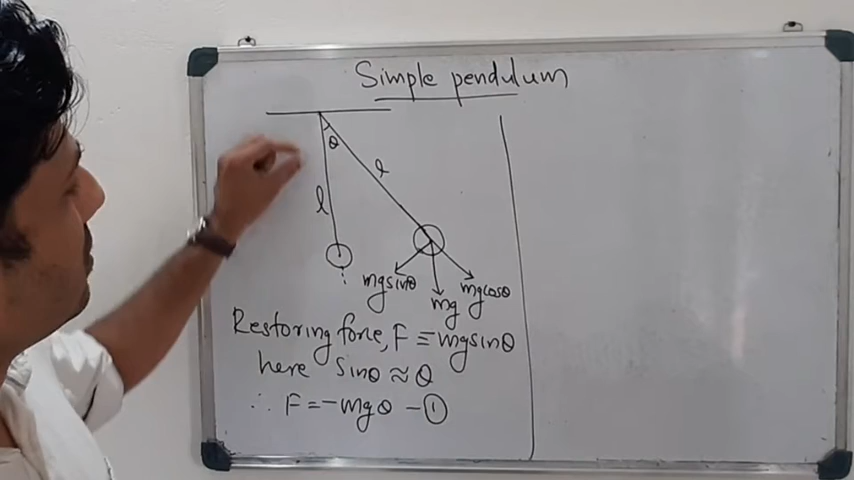 Simple pendulum
θ
l
l
mgsinθ
mg
mgcosθ
Restoring force, F = -mgsinθ
here Sinθ ≈ θ
∴ F = -mgθ - ①